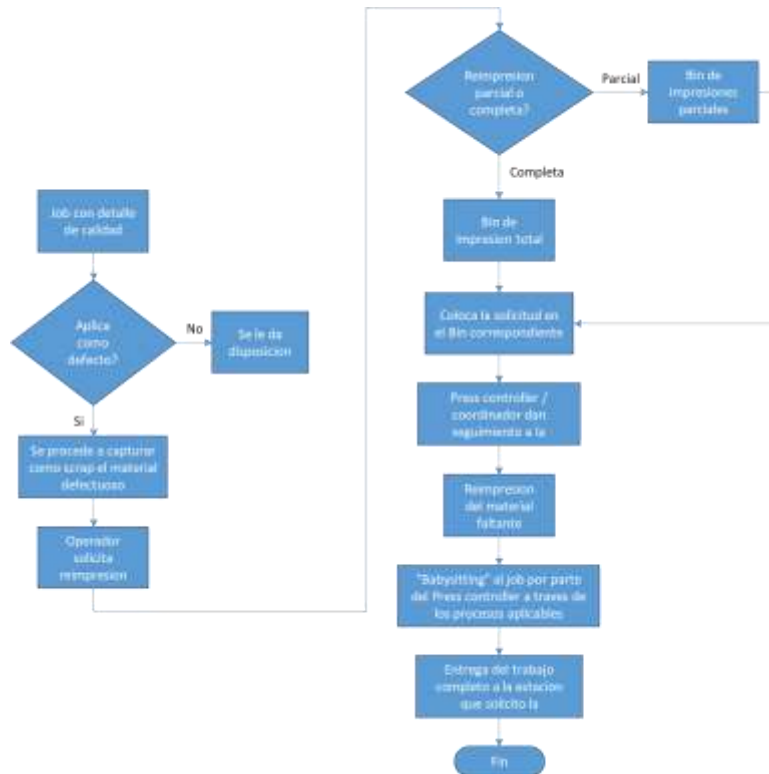 Job con detalle
de calidad
Aplica
como
defecto?
No
Se le da
disposicion
Si
Se procede a capturar
como scrap el material
defectuoso
Operador
solicita
reimpresion
Reimpresion
parcial o
completa?
Parcial
Bin de
impresiones
parciales
Completa
Bin de
impresion total
Coloca la solicitud en
el Bin correspondiente
Press controller /
coordinador dan
seguimiento a la
Reimpresion
del material
faltante
"Babysitting" al job por parte
del Press controller a traves de
los procesos aplicables
Entrega del trabajo
completo a la estacion
que solicito la
Fin